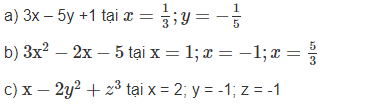 a) 3x – 5y +1 tại x = 1/3; y = –1/5
b) 3x² – 2x – 5 tại x = 1; x = –1; x = 5/3
c) x – 2y² + z³ tại x = 2; y = -1; z = -1